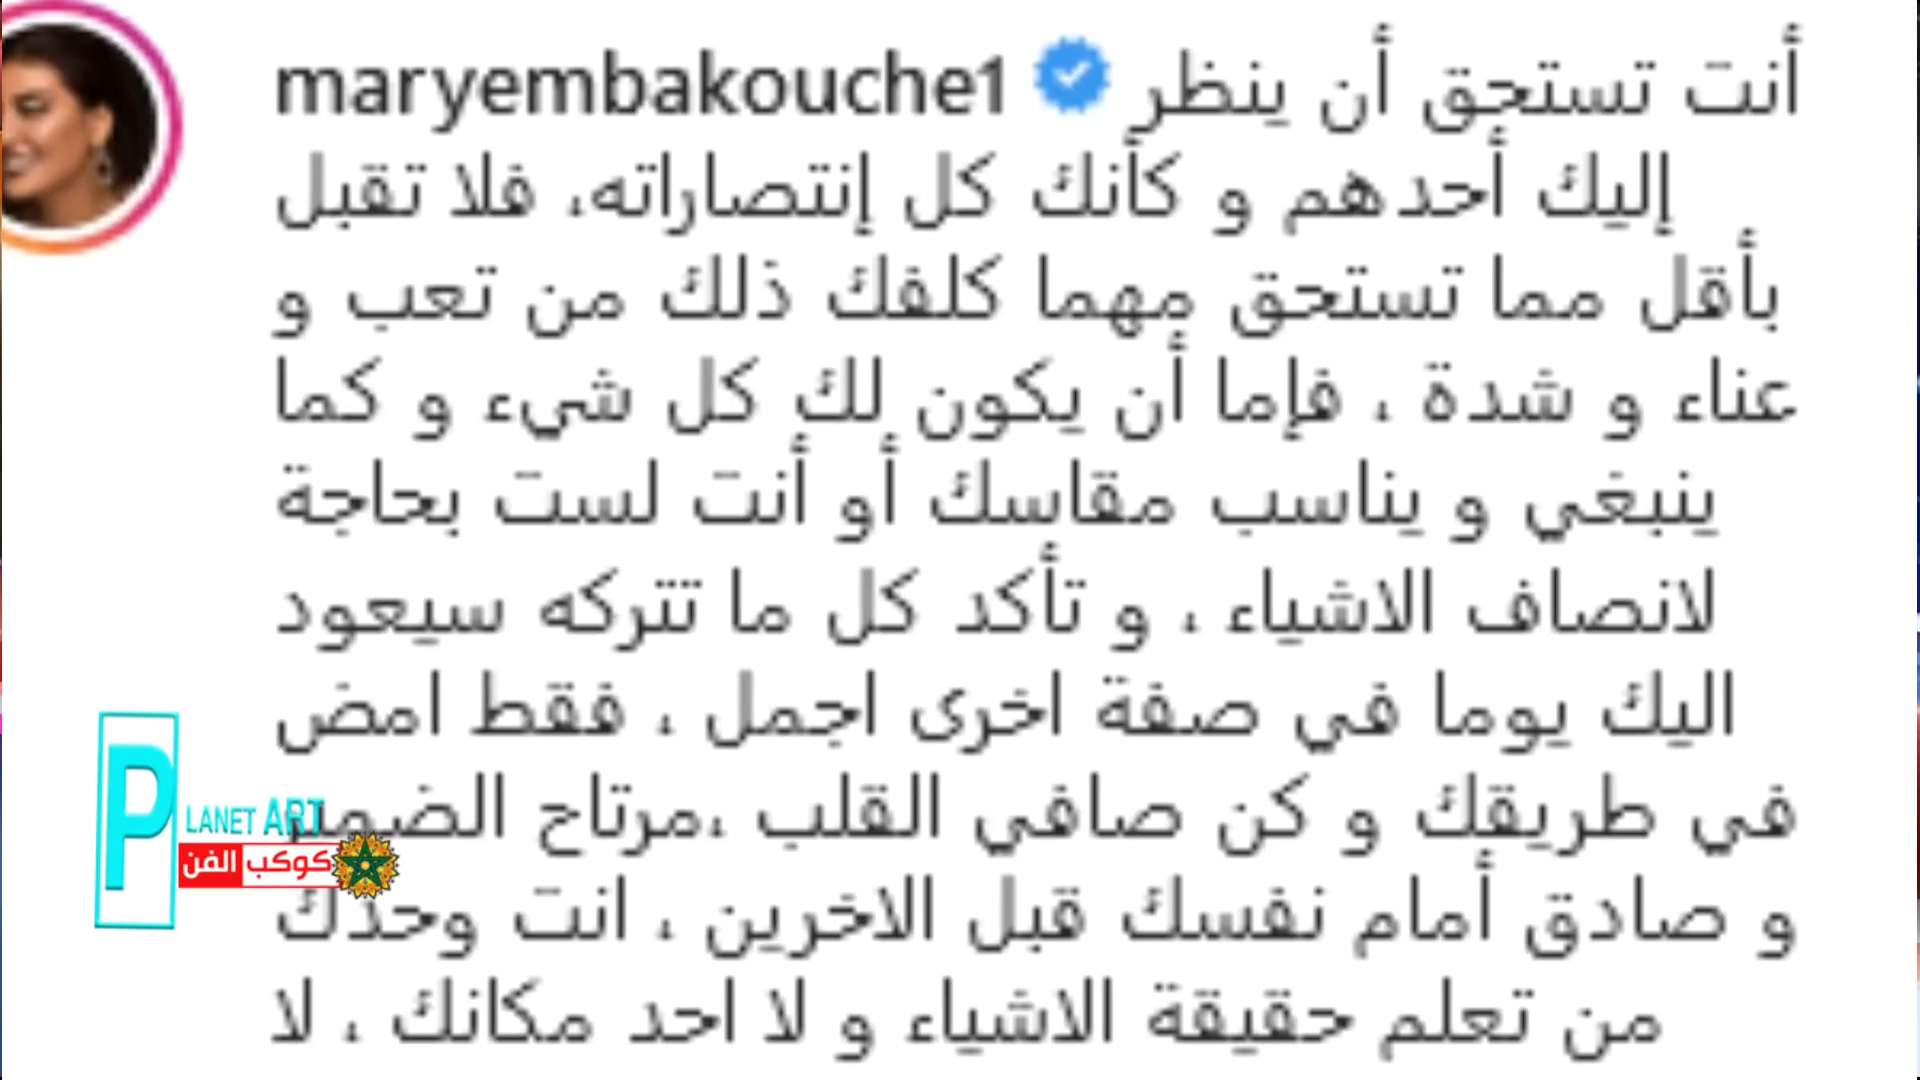 maryembakouche1 أنت تستحق أن ينظر
إليك أحدهم و كأنك كل إنتصاراته، فلا تقبل
بأقل مما تستحق مهما كلفك ذلك من تعب و
عناء و شدة ، فإما أن يكون لك كل شيء و كما
ينبغي و يناسب مقاسك أو أنت لست بحاجة
لانصاف الاشياء ، و تأكد كل ما تتركه سيعود
اليك يوما في صفة اخرى اجمل ، فقط امض
في طريقك و كن صافي القلب ،مرتاح الضمير
و صادق أمام نفسك قبل الاخرين ، انت وحدك
من تعلم حقيقة الاشياء و لا احد مكانك ، لا
PLANET ART
كوكب الفن